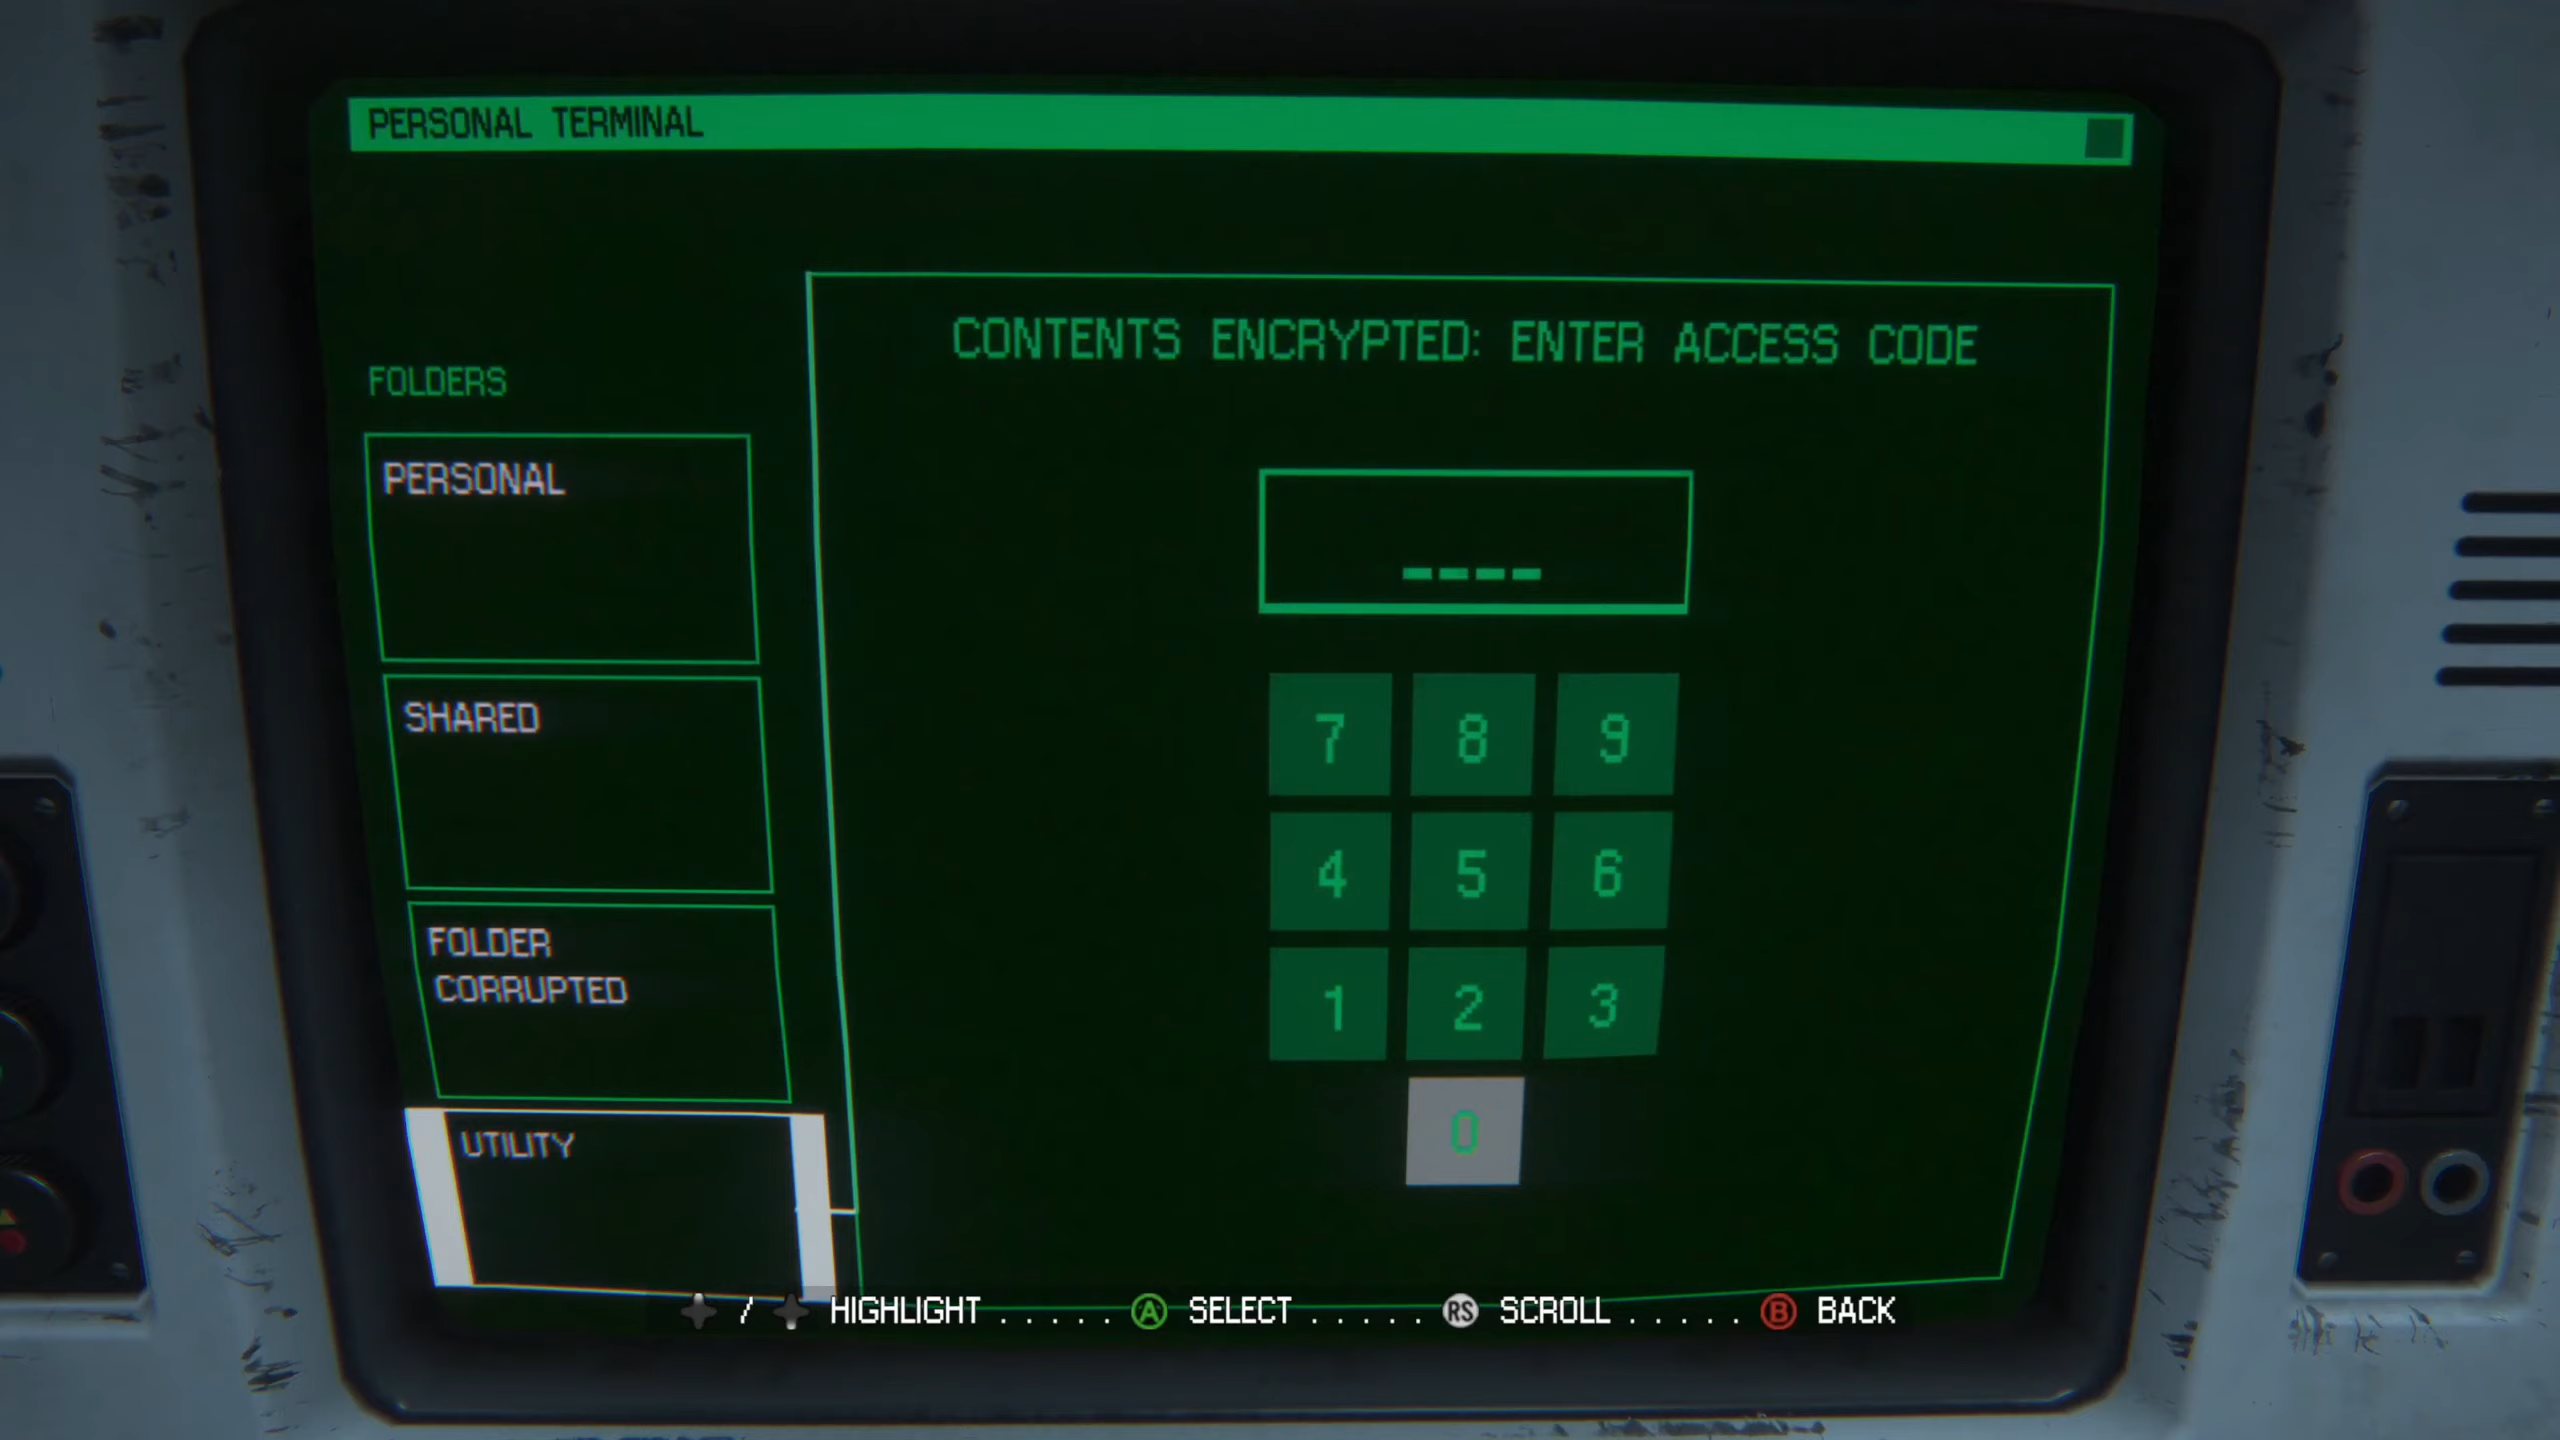 PERSONAL TERMINAL
CONTENTS ENCRYPTED: ENTER ACCESS CODE
FOLDERS
PERSONAL
SHARED
FOLDER
CORRUPTED
UTILITY
----
7 8 9
4 5 6
1 2 3
0
/ HIGHLIGHT ..... A SELECT ..... RS SCROLL ..... B BACK